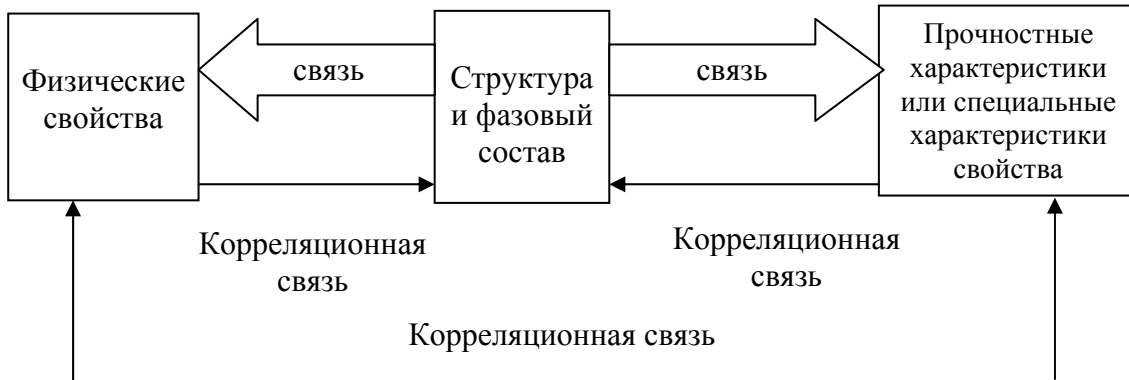 Физические
свойства
связь
Структура
и фазовый
состав
связь
Прочностные
характеристики
или специальные
характеристики
свойства
Корреляционная
связь
Корреляционная
связь
Корреляционная связь